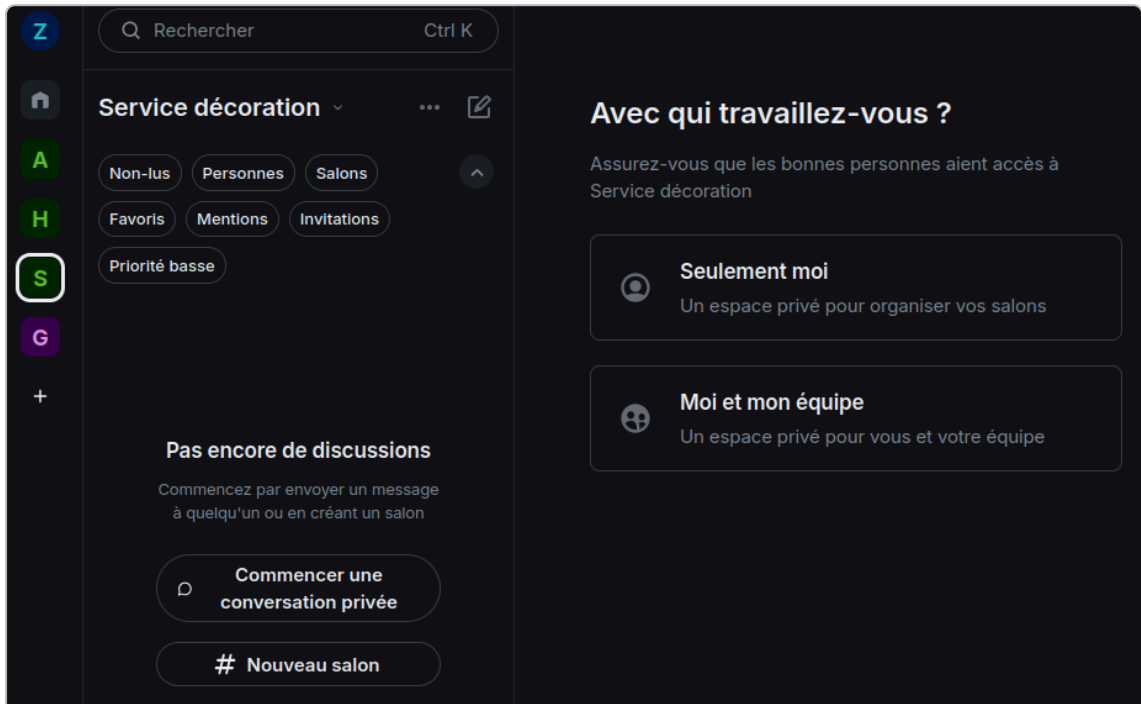 Z
Rechercher
Ctrl K
A
H
S
G
+
Service décoration
Non-lus
Personnes
Salons
Favoris
Mentions
Invitations
Priorité basse
Pas encore de discussions
Commencez par envoyer un message
à quelqu'un ou en créant un salon
Commencer une
conversation privée
# Nouveau salon
Avec qui travaillez-vous ?
Assurez-vous que les bonnes personnes aient accès à
Service décoration
Seulement moi
Un espace privé pour organiser vos salons
Moi et mon équipe
Un espace privé pour vous et votre équipe